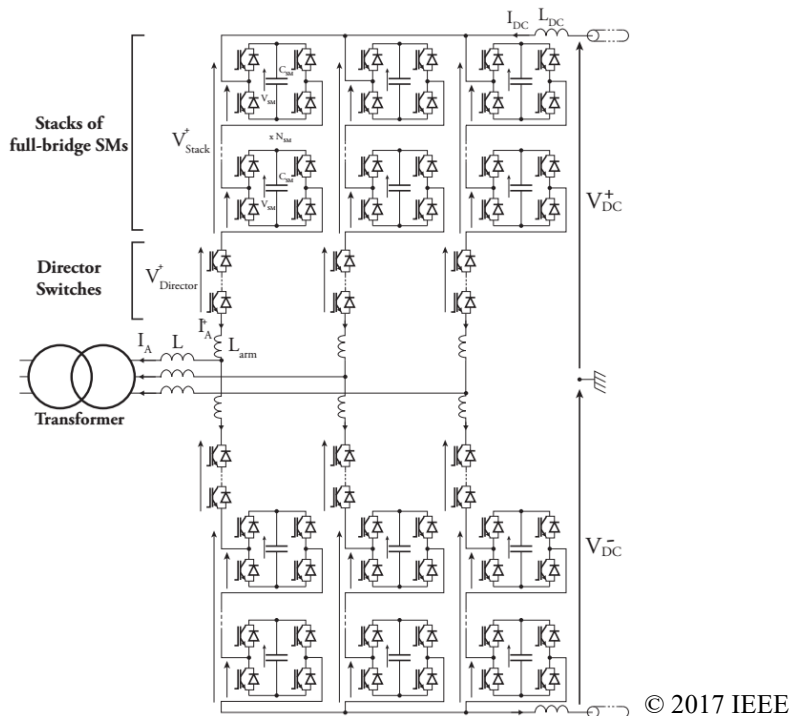 I_DC L_DC
Stacks of
full-bridge SMs
C_SM
V_SM
V⁺_Stack
x N_SM
C_SM
V_SM
V⁺_DC
Director
Switches
V⁺_Director
I⁺_A
I_A L
L_arm
Transformer
V⁻_DC
© 2017 IEEE